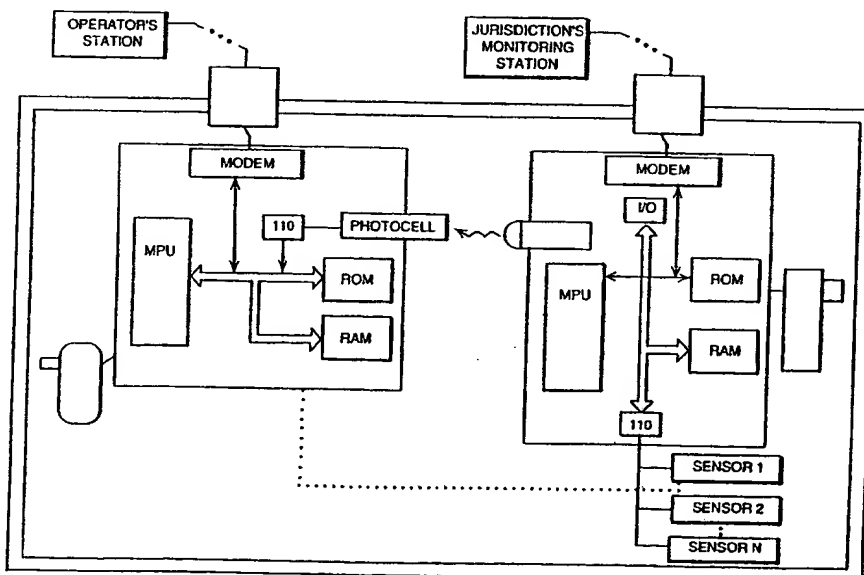 OPERATOR'S
STATION
JURISDICTION'S
MONITORING
STATION
MODEM
MODEM
I/O
110
PHOTOCELL
MPU
ROM
RAM
MPU
ROM
RAM
110
SENSOR 1
SENSOR 2
SENSOR N